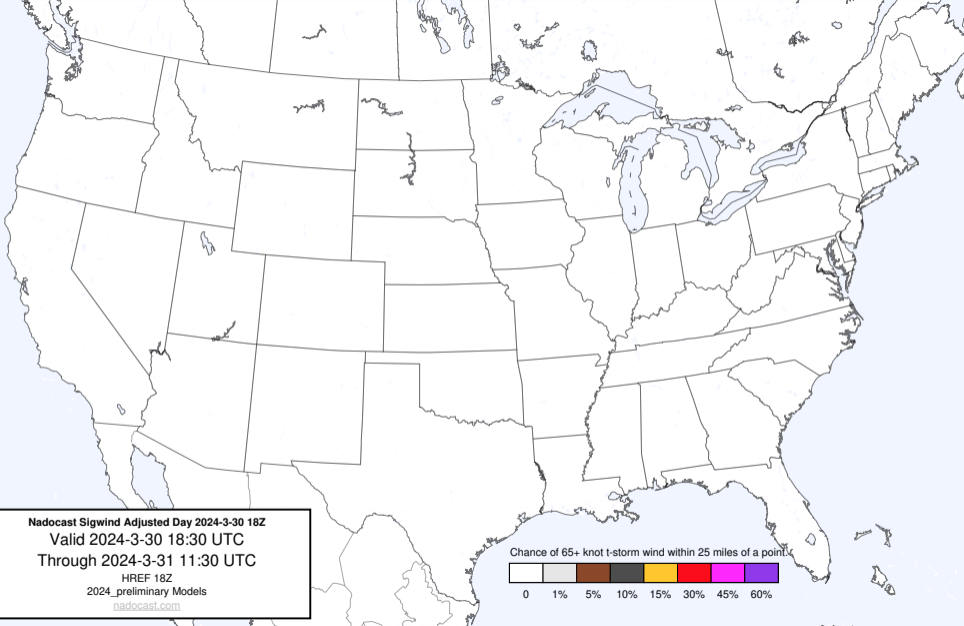 Nadocast Sigwind Adjusted Day 2024-3-30 18Z
Valid 2024-3-30 18:30 UTC
Through 2024-3-31 11:30 UTC
HREF 18Z
2024_preliminary Models
nadocast.com
Chance of 65+ knot t-storm wind within 25 miles of a point.
0 1% 5% 10% 15% 30% 45% 60%